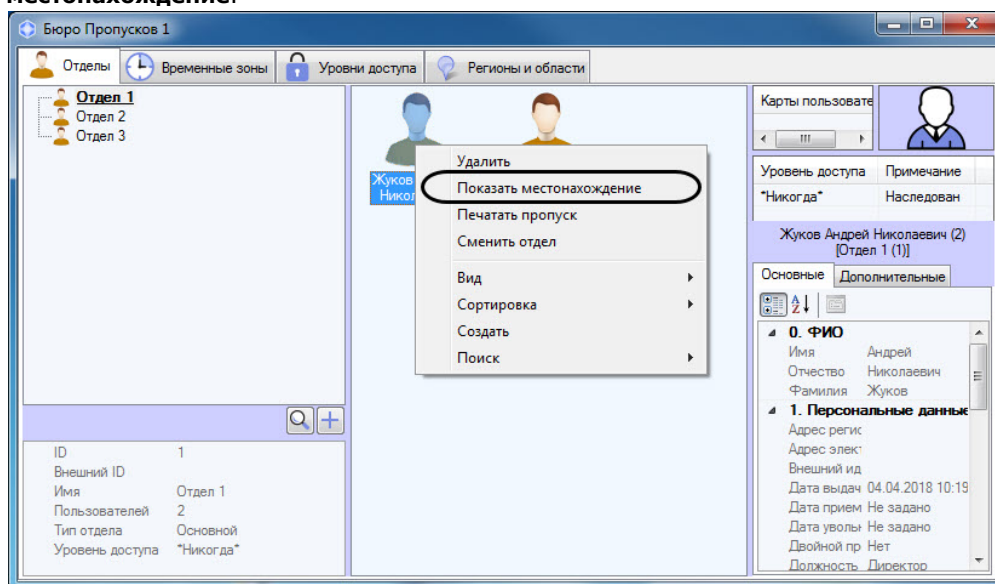 местонахождение.
Бюро Пропусков 1
Отделы Временные зоны Уровни доступа Регионы и области
Отдел 1
Отдел 2
Отдел 3
Жуков
Никол
Удалить
Показать местонахождение
Печатать пропуск
Сменить отдел
Вид
Сортировка
Создать
Поиск
ID 1
Внешний ID
Имя Отдел 1
Пользователей 2
Тип отдела Основной
Уровень доступа *Никогда*
Карты пользовате
Уровень доступа Примечание
*Никогда* Наследован
Жуков Андрей Николаевич (2)
[Отдел 1 (1)]
Основные Дополнительные
0. ФИО
Имя Андрей
Отчество Николаевич
Фамилия Жуков
1. Персональные данные
Адрес регис
Адрес элект
Внешний ид
Дата выдач 04.04.2018 10:19
Дата прием Не задано
Дата увольн Не задано
Двойной пр Нет
Должность Директор